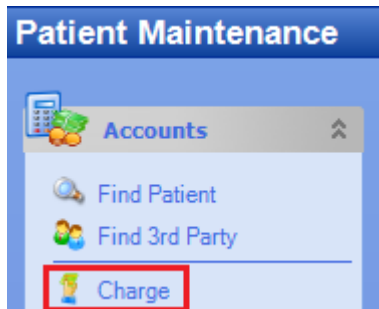 Patient Maintenance
Accounts
Find Patient
Find 3rd Party
Charge